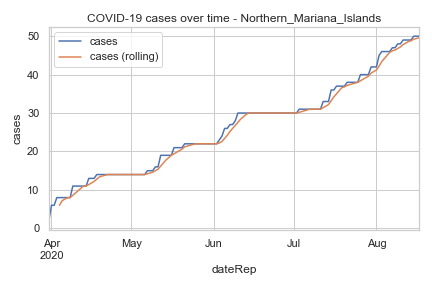 COVID-19 cases over time - Northern_Mariana_Islands
cases
cases (rolling)
cases
50
40
30
20
10
0
Apr May Jun Jul Aug
2020
dateRep